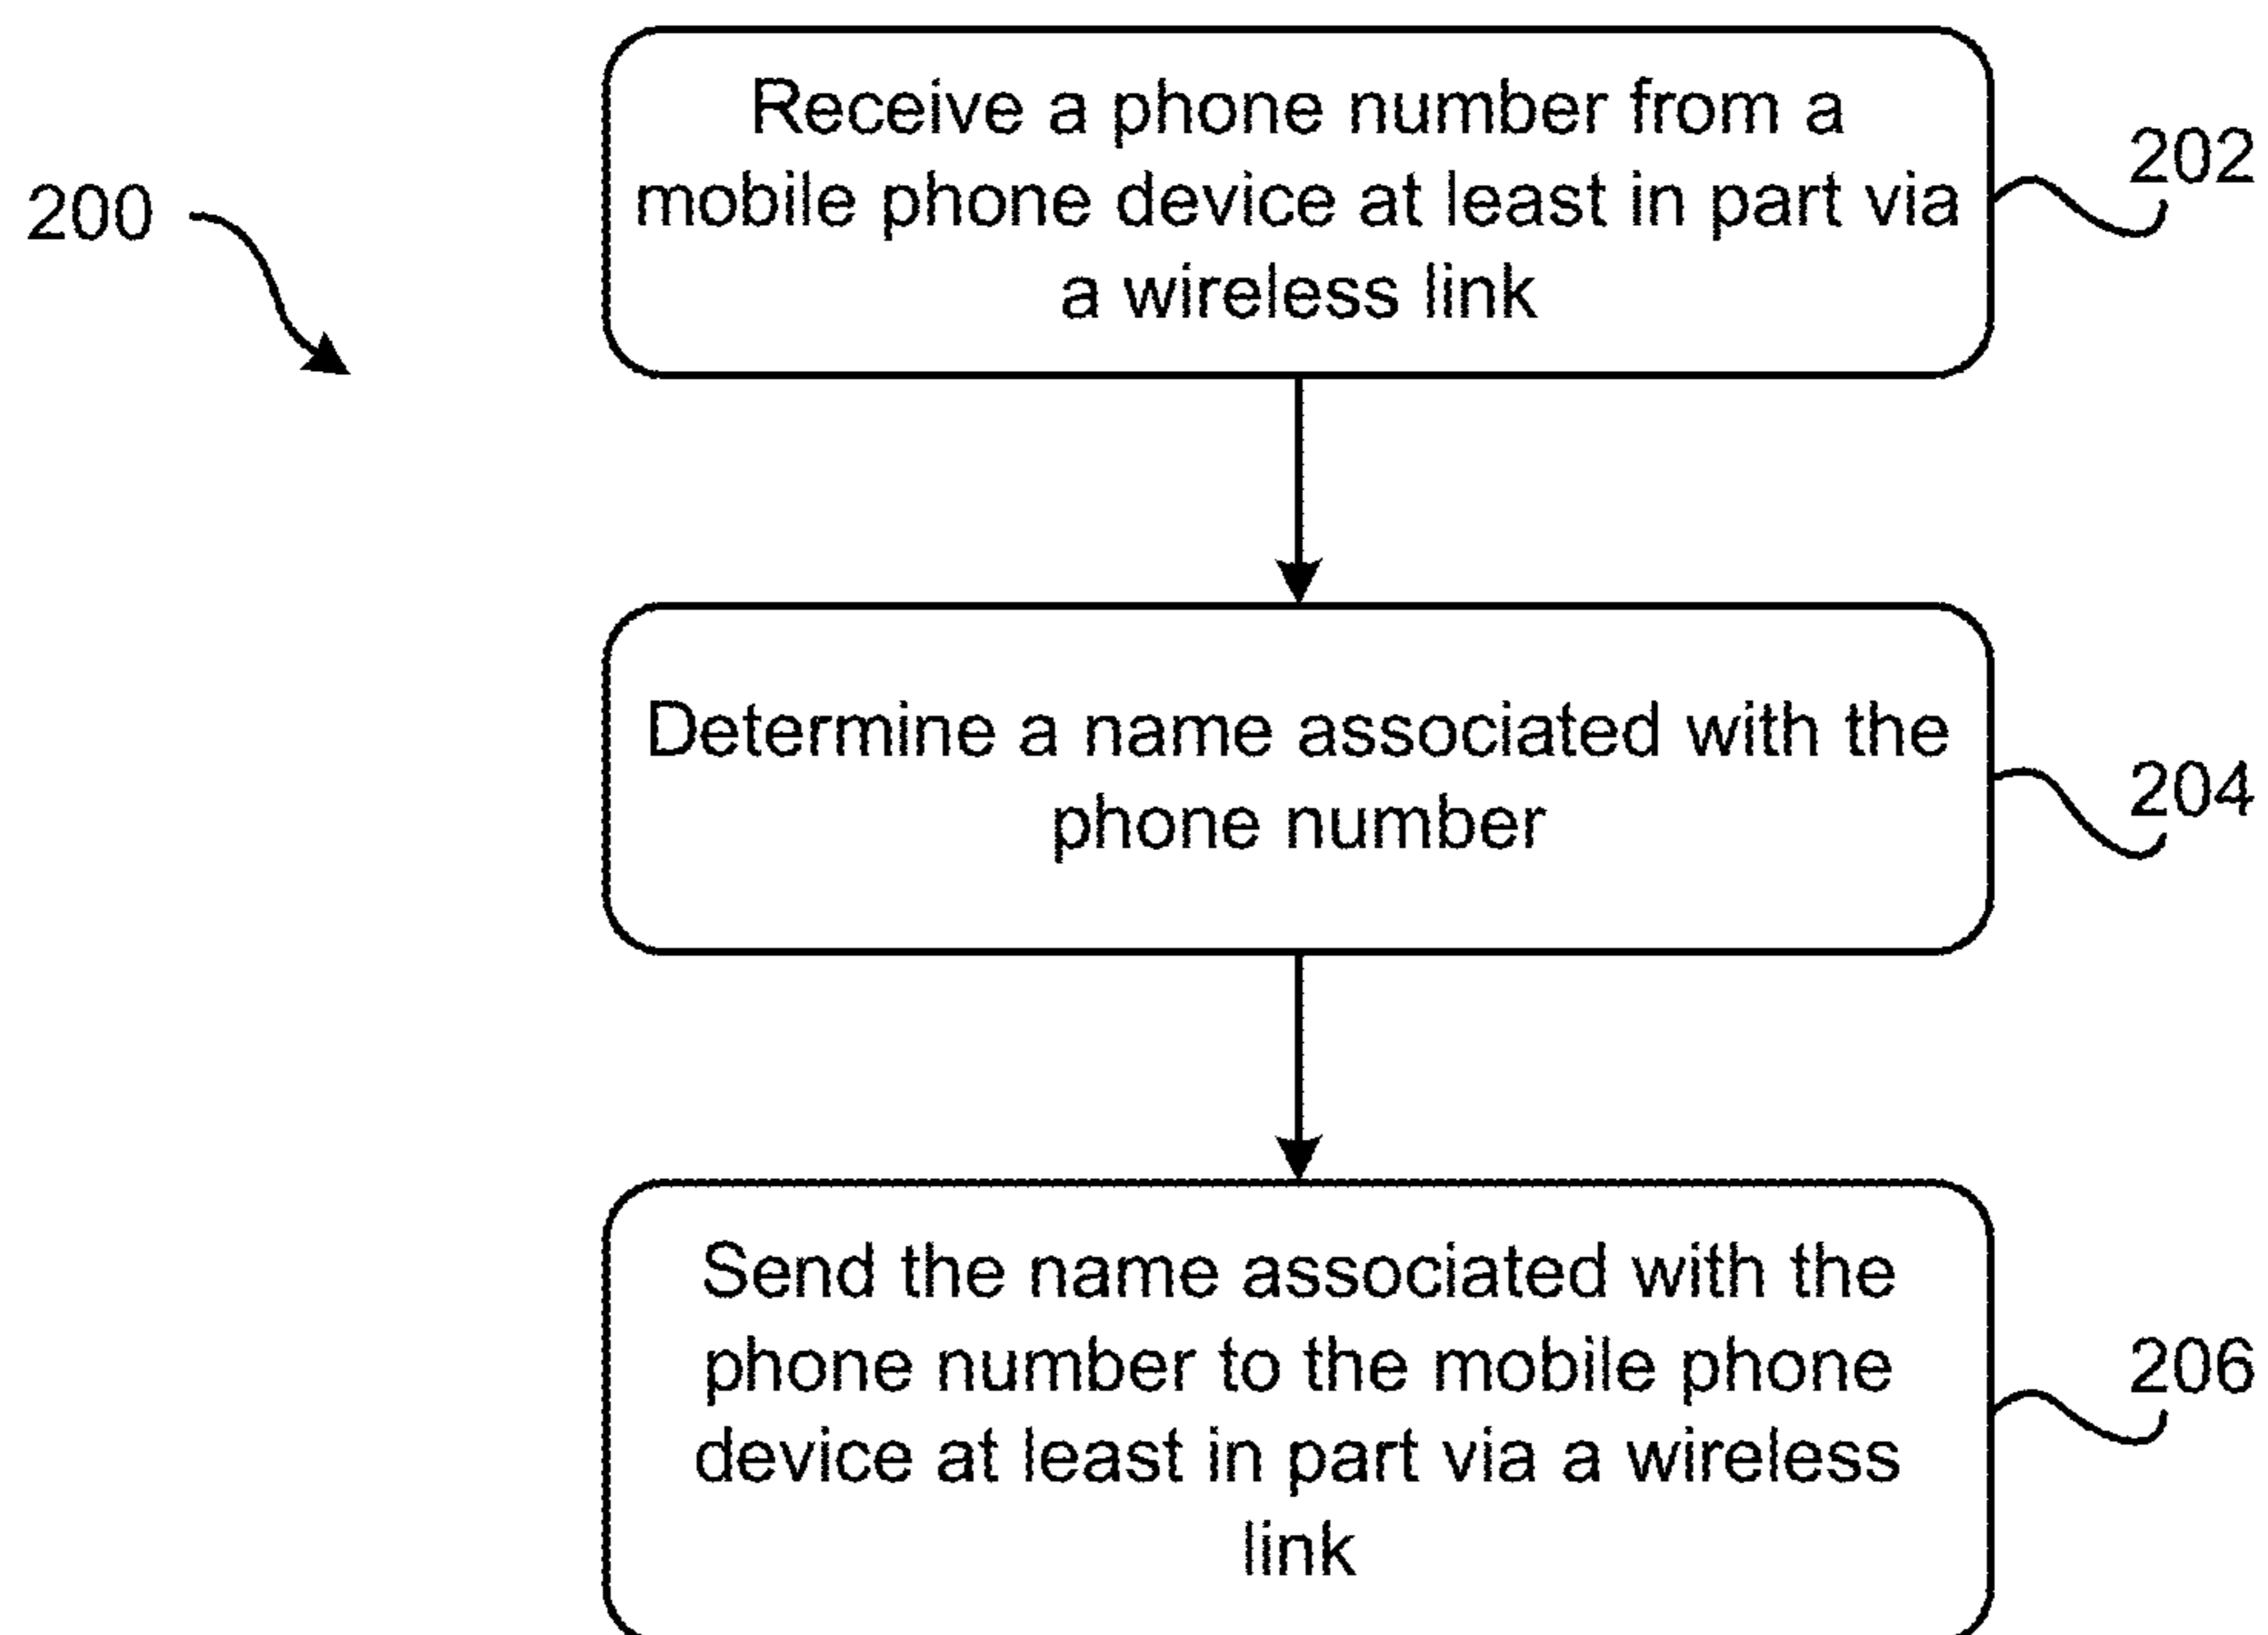 Receive a phone number from a
mobile phone device at least in part via
a wireless link
202
200
Determine a name associated with the
phone number
204
Send the name associated with the
phone number to the mobile phone
device at least in part via a wireless
link
206